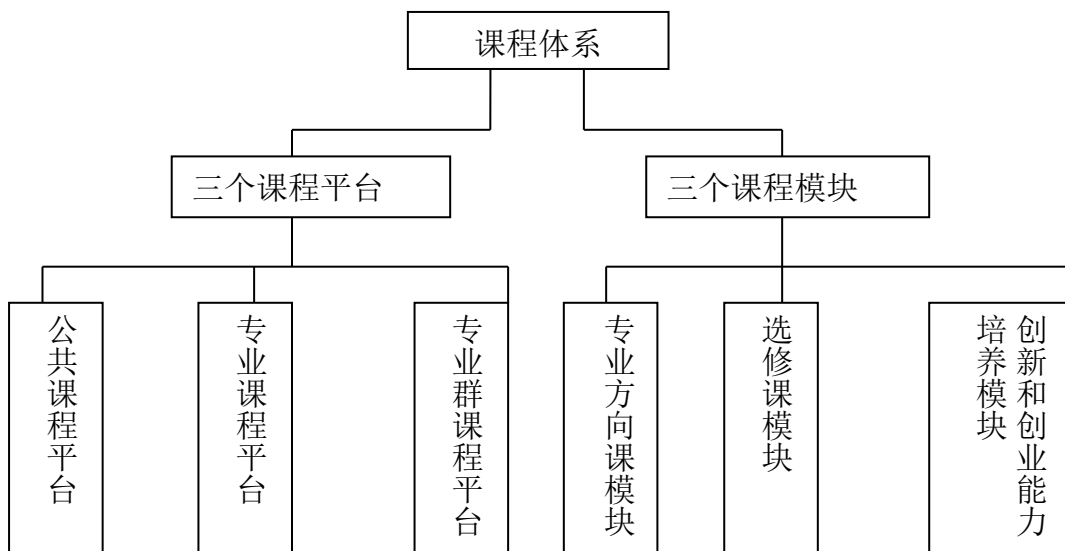 课程体系
三个课程平台
三个课程模块
公共课程平台
专业课程平台
专业群课程平台
专业方向课模块
选修课模块
创新和创业能力
培养模块